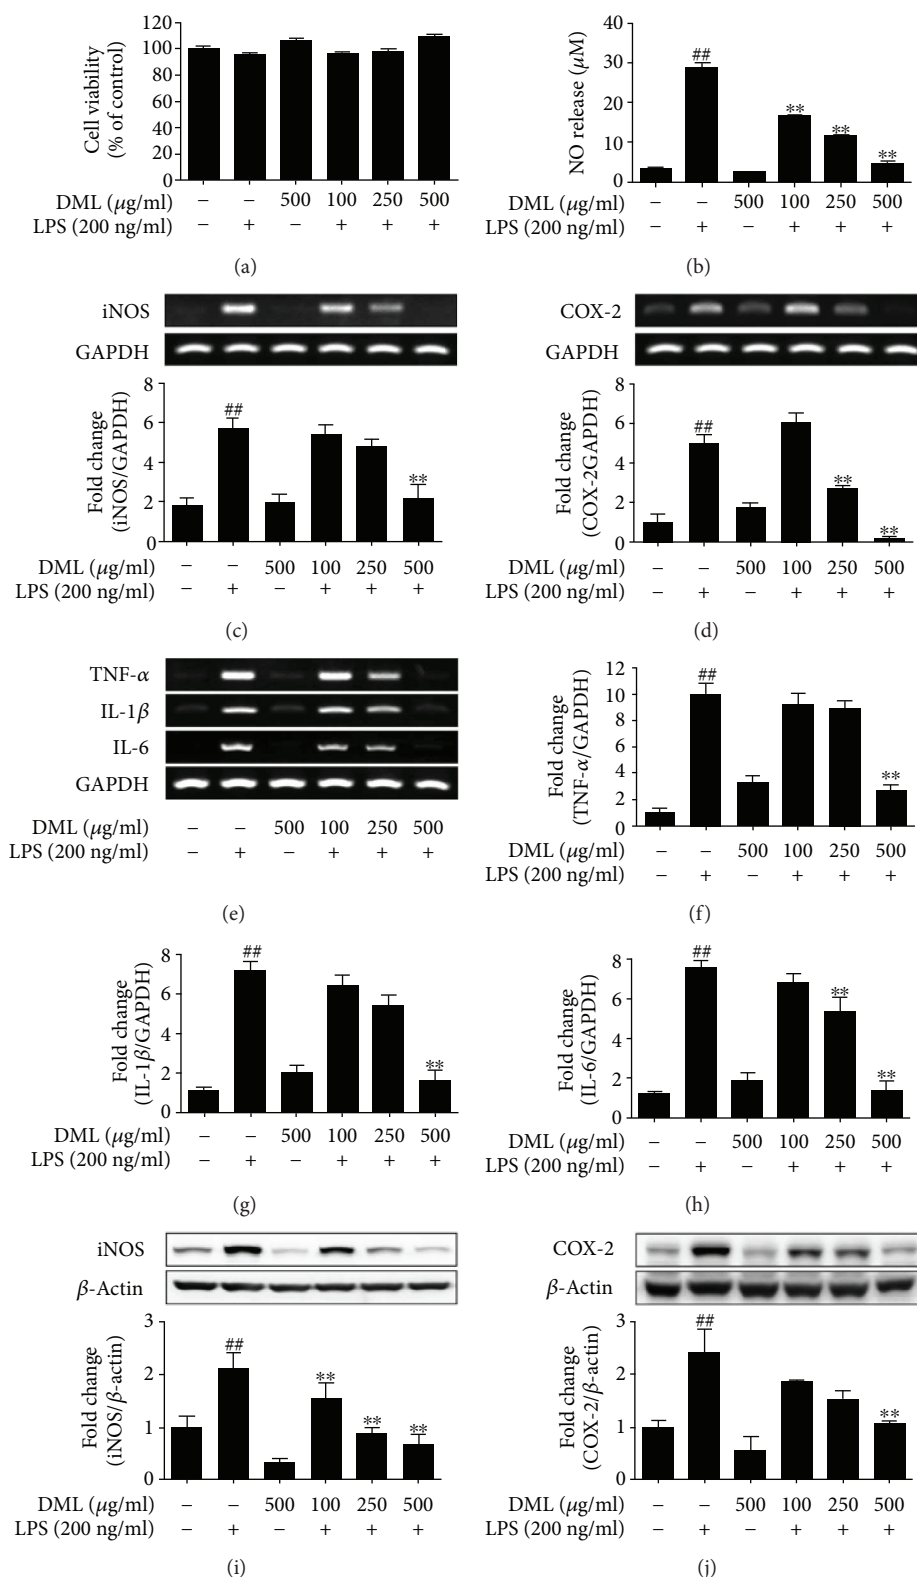 120
100
80
60
40
20
0
Cell viability
(% of control)
DML (μg/ml) – – 500 100 250 500
LPS (200 ng/ml) – + – + + +
(a)
40
30
20
10
0
NO release (μM)
## ** ** **
DML (μg/ml) – – 500 100 250 500
LPS (200 ng/ml) – + – + + +
(b)
iNOS
GAPDH
8
6
4
2
0
Fold change
(iNOS/GAPDH)
## **
DML (μg/ml) – – 500 100 250 500
LPS (200 ng/ml) – + – + + +
(c)
COX-2
GAPDH
8
6
4
2
0
Fold change
(COX-2GAPDH)
## ** **
DML (μg/ml) – – 500 100 250 500
LPS (200 ng/ml) – + – + + +
(d)
TNF-α
IL-1β
IL-6
GAPDH
DML (μg/ml) – – 500 100 250 500
LPS (200 ng/ml) – + – + + +
(e)
12
10
8
6
4
2
0
Fold change
(TNF-α/GAPDH)
## **
DML (μg/ml) – – 500 100 250 500
LPS (200 ng/ml) – + – + + +
(f)
8
6
4
2
0
Fold change
(IL-1β/GAPDH)
## **
DML (μg/ml) – – 500 100 250 500
LPS (200 ng/ml) – + – + + +
(g)
8
6
4
2
0
Fold change
(IL-6/GAPDH)
## ** **
DML (μg/ml) – – 500 100 250 500
LPS (200 ng/ml) – + – + + +
(h)
iNOS
β-Actin
3
2
1
0
Fold change
(iNOS/β-actin)
## ** ** **
DML (μg/ml) – – 500 100 250 500
LPS (200 ng/ml) – + – + + +
(i)
COX-2
β-Actin
3
2
1
0
Fold change
(COX-2/β-actin)
## **
DML (μg/ml) – – 500 100 250 500
LPS (200 ng/ml) – + – + + +
(j)